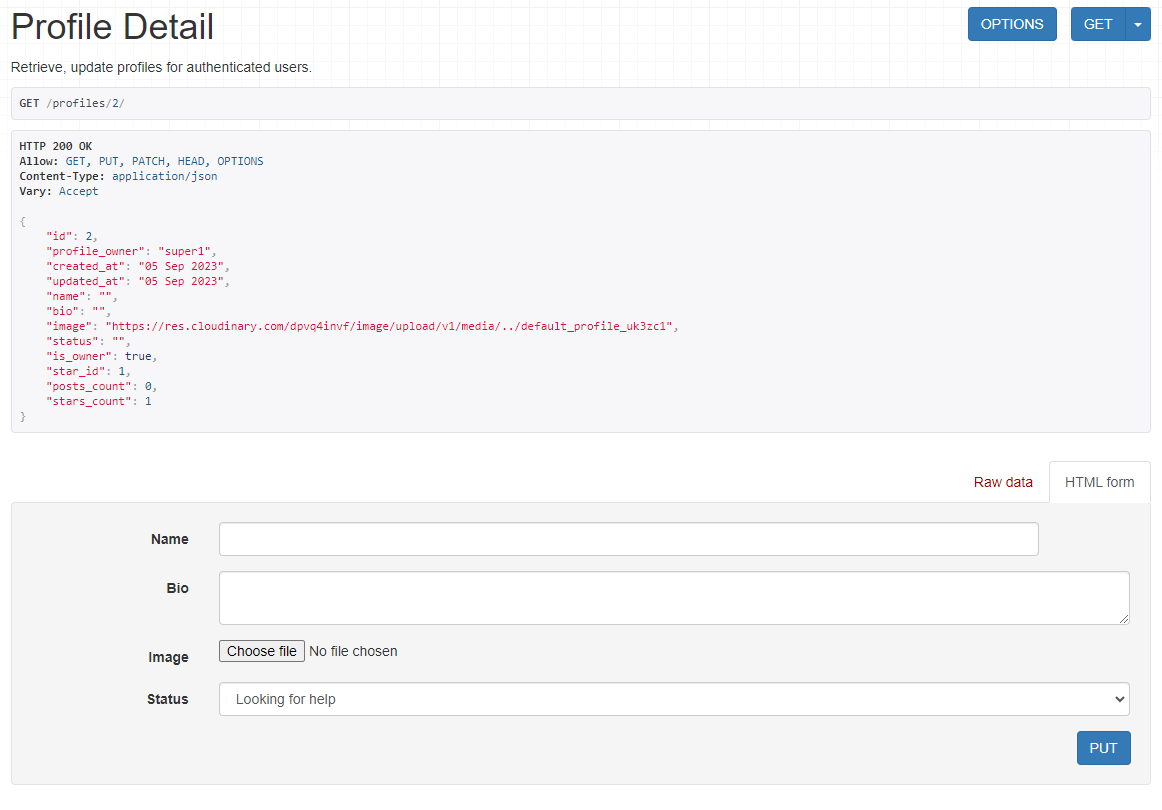 Profile Detail
OPTIONS
GET
Retrieve, update profiles for authenticated users.
GET /profiles/2/
HTTP 200 OK
Allow: GET, PUT, PATCH, HEAD, OPTIONS
Content-Type: application/json
Vary: Accept
{
    "id": 2,
    "profile_owner": "super1",
    "created_at": "05 Sep 2023",
    "updated_at": "05 Sep 2023",
    "name": "",
    "bio": "",
    "image": "https://res.cloudinary.com/dpvq4invf/image/upload/v1/media/../default_profile_uk3zc1",
    "status": "",
    "is_owner": true,
    "star_id": 1,
    "posts_count": 0,
    "stars_count": 1
}
Raw data
HTML form
Name
Bio
Image
Choose file No file chosen
Status
Looking for help
PUT